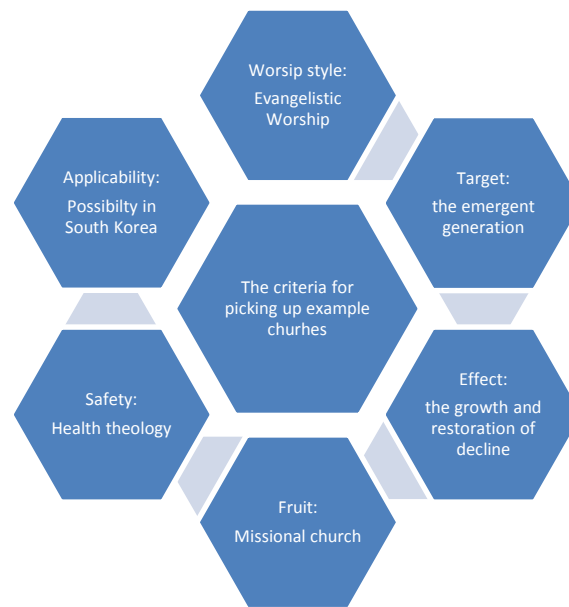 Worsip style:
Evangelistic
Worship
Target:
the emergent
generation
Effect:
the growth and
restoration of
decline
Fruit:
Missional church
Safety:
Health theology
Applicability:
Possibilty in
South Korea
The criteria for
picking up example
churhes